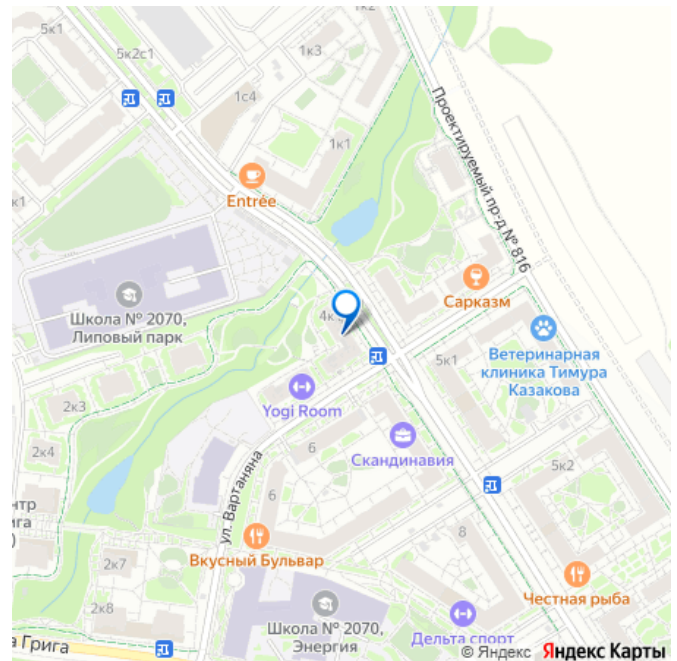 5к1
5к2с1
1к3
1с4
1к1
Проектируемый пр-д № 816
к1
Entrée
Сарказм
Школа № 2070,
Липовый парк
4к
5к1
Ветеринарная
клиника Тимура
Казакова
Yogi Room
2к3
Скандинавия
6
2к4
5к2
ул. Вартаняна
6
нтр
ига
)
8
Вкусный Бульвар
2к7
Честная рыба
2к8
Школа № 2070,
Энергия
Дельта спорт
а Грига
© Яндекс Яндекс Карты